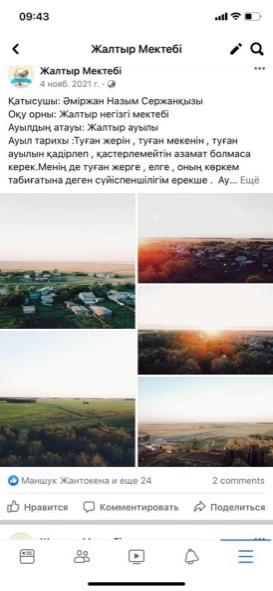 09:43
Жалтыр Мектебі
Жалтыр Мектебі
4 нояб. 2021 г. ·
Қатысушы: Әміржан Назым Сержанқызы
Оқу орны: Жалтыр негізгі мектебі
Ауылдың атауы: Жалтыр ауылы
Ауыл тарихы :Туған жерін , туған мекенін , туған
ауылын қадірлеп , қастерлемейтін азамат болмаса
керек.Менің де туған жерге , елге , оның көркем
табиғатына деген сүйіспеншілігім ерекше . Ау... Ещё
Маншук Жантокена и еще 24
2 comments
Нравится
Комментировать
Поделиться